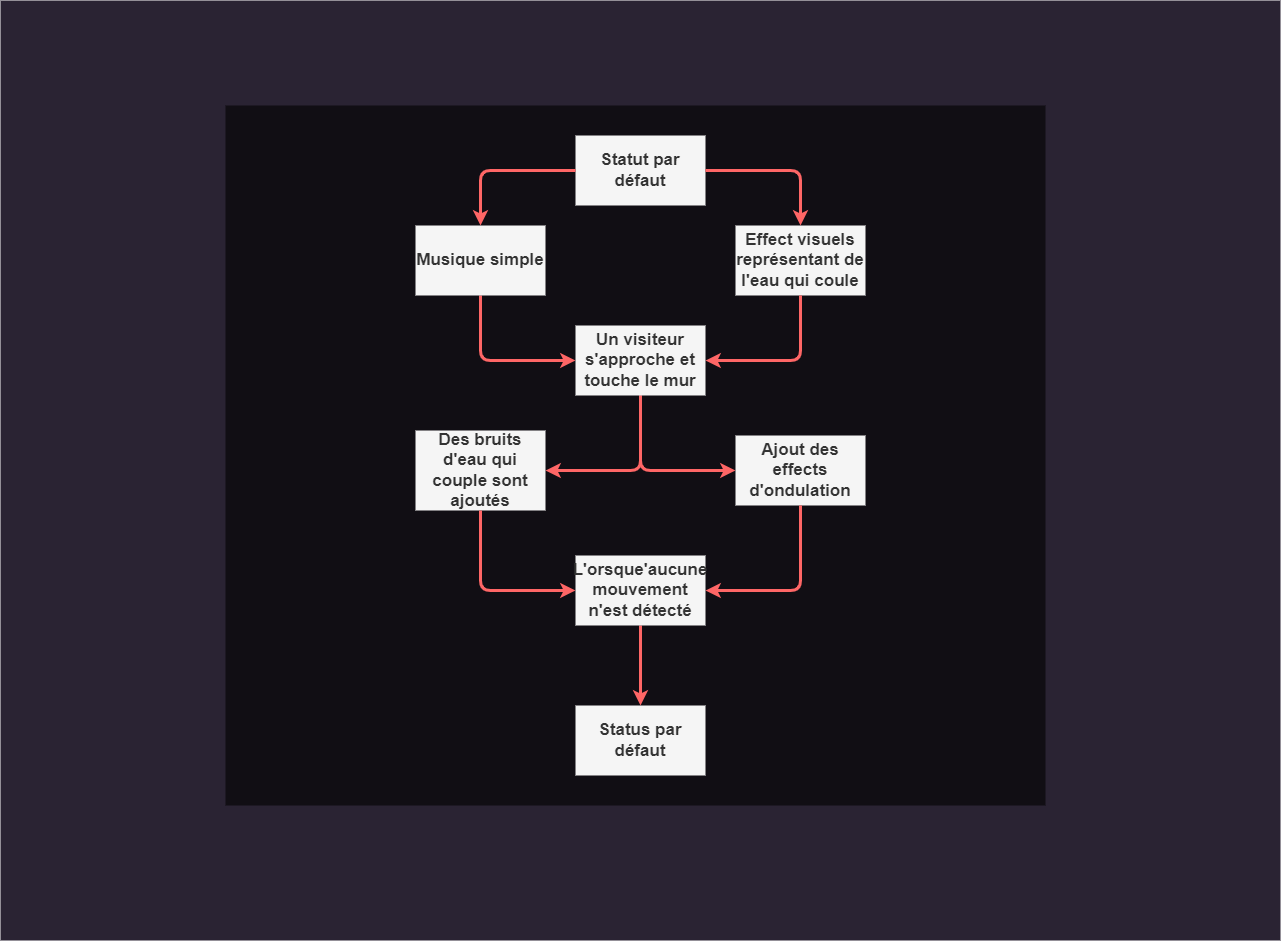 Statut par
défaut
Musique simple
Effect visuels
représentant de
l'eau qui coule
Un visiteur
s'approche et
touche le mur
Des bruits
d'eau qui
couple sont
ajoutés
Ajout des
effects
d'ondulation
L'orsque'aucune
mouvement
n'est détecté
Status par
défaut